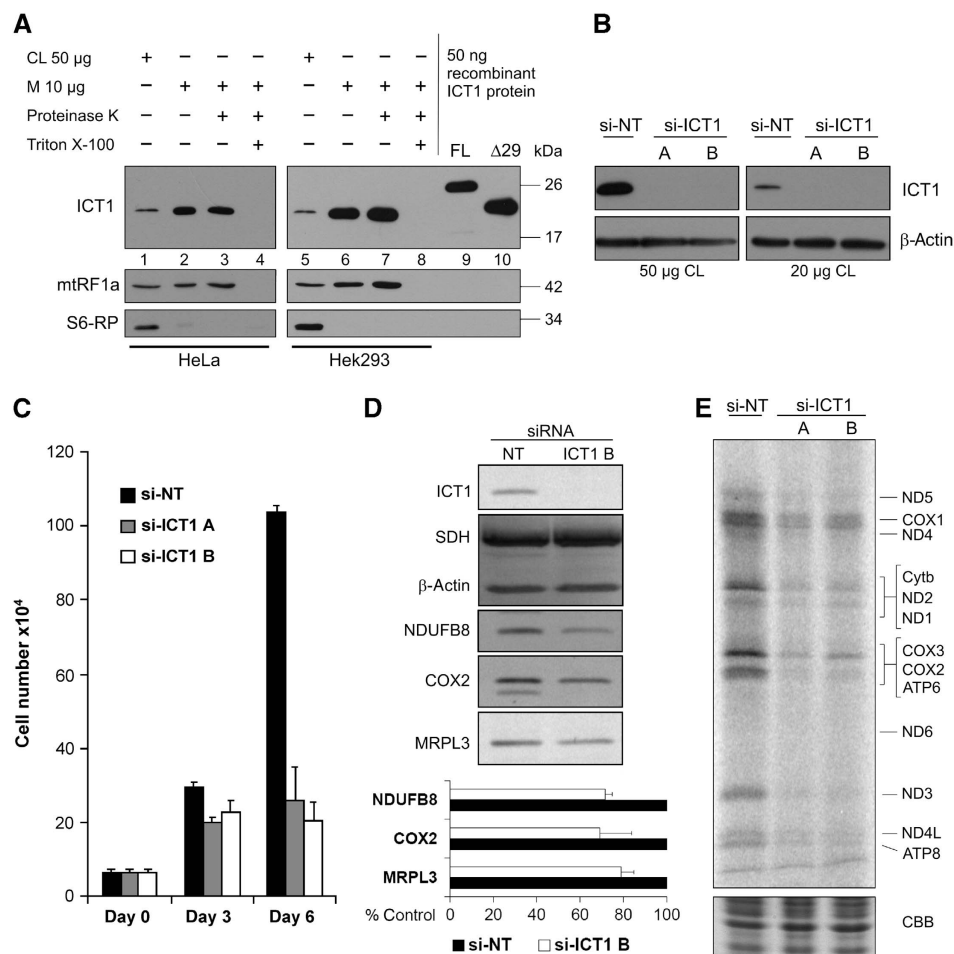 A
CL 50 µg + – – – + – – –
M 10 µg – + + + – + + +
Proteinase K – – + + – – + +
Triton X-100 – – – + – – – +
50 ng
recombinant
ICT1 protein
FL Δ29 kDa
ICT1
26
17
1 2 3 4 5 6 7 8 9 10
mtRF1a
42
S6-RP
34
HeLa
Hek293
B
si-NT si-ICT1 si-NT si-ICT1
A B A B
ICT1
β-Actin
50 µg CL 20 µg CL
C
120
100
80
60
40
20
0
Cell number x10⁴
si-NT
si-ICT1 A
si-ICT1 B
Day 0 Day 3 Day 6
D
siRNA
NT ICT1 B
ICT1
SDH
β-Actin
NDUFB8
COX2
MRPL3
NDUFB8
COX2
MRPL3
% Control 0 20 40 60 80 100
si-NT si-ICT1 B
E
si-NT si-ICT1
A B
ND5
COX1
ND4
Cytb
ND2
ND1
COX3
COX2
ATP6
ND6
ND3
ND4L
ATP8
CBB